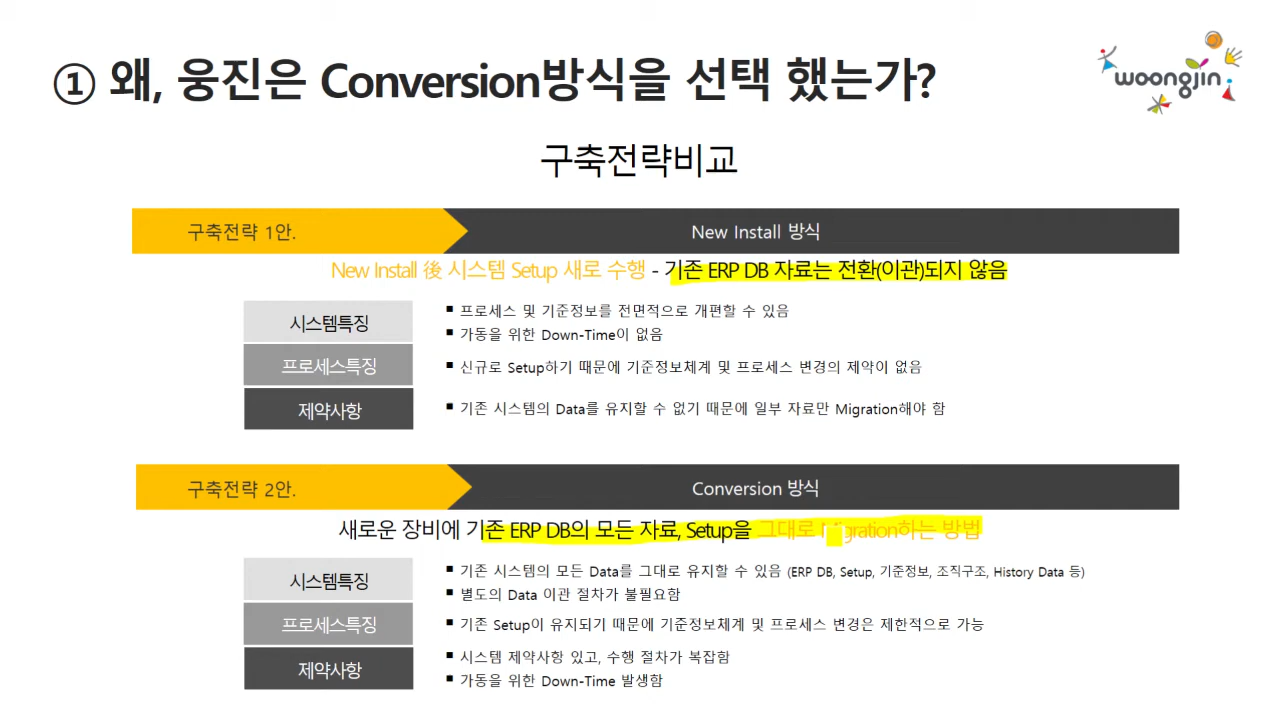 ① 왜, 웅진은 Conversion방식을 선택 했는가?
woongjin
구축전략비교
구축전략 1안.
New Install 방식
New Install 後 시스템 Setup 새로 수행 - 기존 ERP DB 자료는 전환(이관)되지 않음
시스템특징
▪ 프로세스 및 기준정보를 전면적으로 개편할 수 있음
▪ 가동을 위한 Down-Time이 없음
프로세스특징
▪ 신규로 Setup하기 때문에 기준정보체계 및 프로세스 변경의 제약이 없음
제약사항
▪ 기존 시스템의 Data를 유지할 수 없기 때문에 일부 자료만 Migration해야 함
구축전략 2안.
Conversion 방식
새로운 장비에 기존 ERP DB의 모든 자료, Setup을 그대로 Migration하는 방법
시스템특징
▪ 기존 시스템의 모든 Data를 그대로 유지할 수 있음 (ERP DB, Setup, 기준정보, 조직구조, History Data 등)
▪ 별도의 Data 이관 절차가 불필요함
프로세스특징
▪ 기존 Setup이 유지되기 때문에 기준정보체계 및 프로세스 변경은 제한적으로 가능
제약사항
▪ 시스템 제약사항 있고, 수행 절차가 복잡함
▪ 가동을 위한 Down-Time 발생함